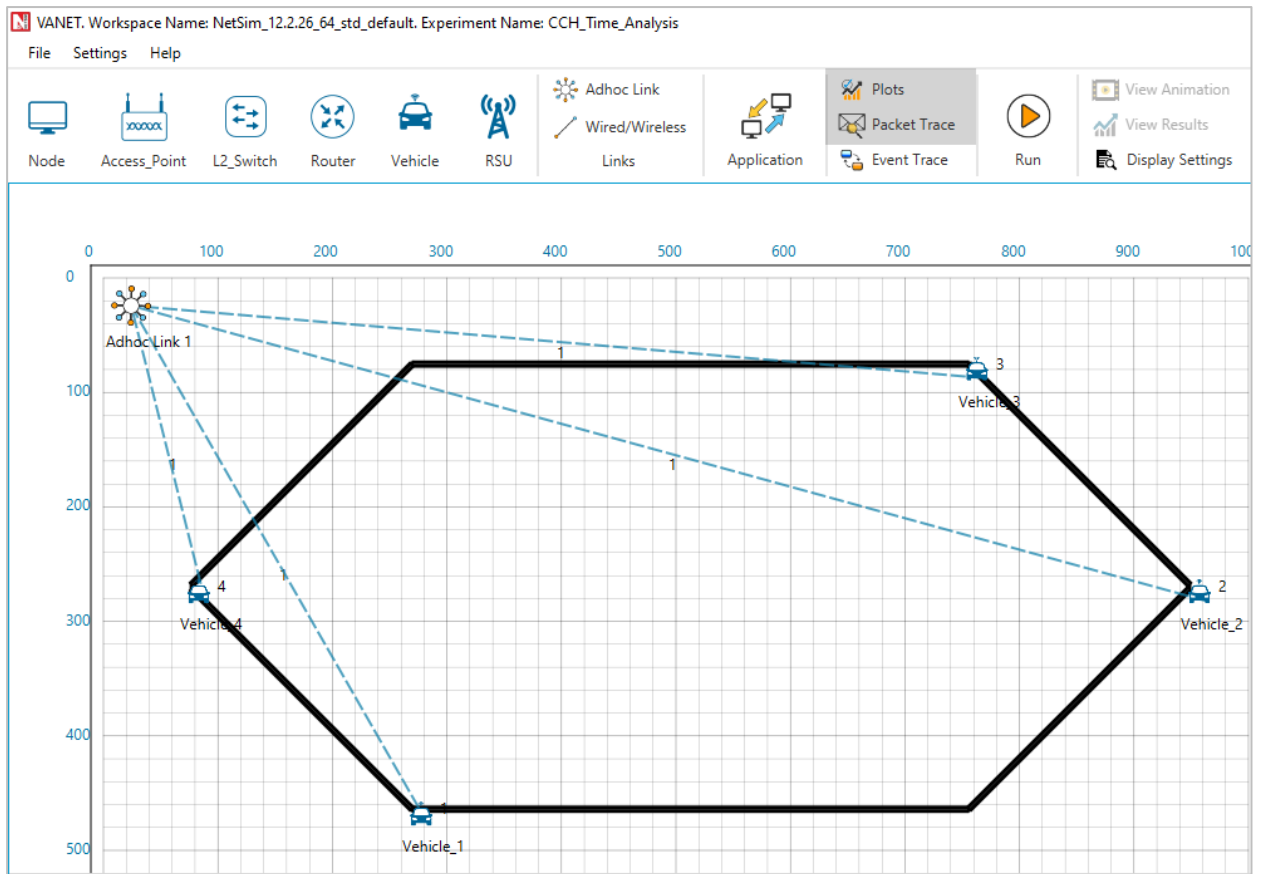 VANET. Workspace Name: NetSim_12.2.26_64_std_default. Experiment Name: CCH_Time_Analysis
File Settings Help
Adhoc Link
Wired/Wireless
Links
Plots
Packet Trace
Event Trace
View Animation
View Results
Display Settings
Node Access_Point L2_Switch Router Vehicle RSU Application Run
0 100 200 300 400 500 600 700 800 900 100
0
Adhoc Link 1
1
3
100
Vehicle_3
1
1
200
1
4
2
300
Vehicle_4
Vehicle_2
400
1
Vehicle_1
500